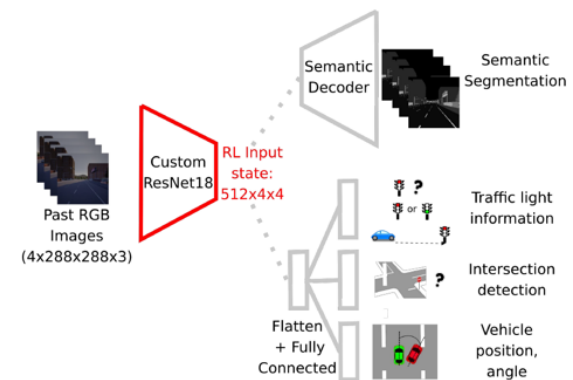 Past RGB
Images
(4x288x288x3)
Custom
ResNet18
RL Input
state:
512x4x4
Semantic
Decoder
Semantic
Segmentation
?
or
Traffic light
information
?
Intersection
detection
Flatten
+ Fully
Connected
Vehicle
position,
angle